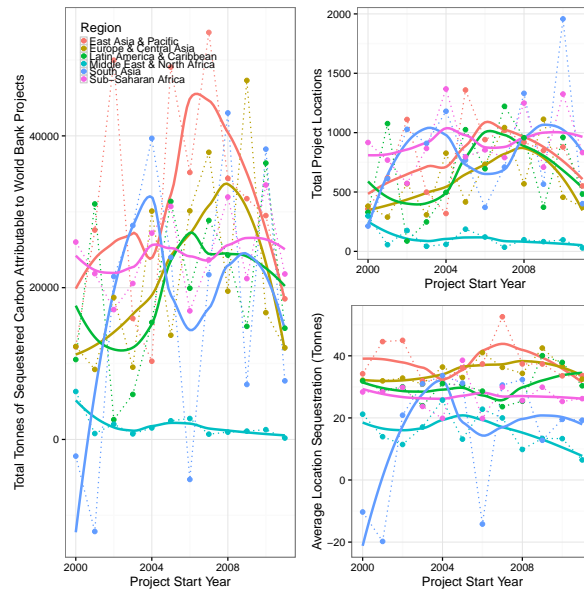 Total Tonnes of Sequestered Carbon Attributable to World Bank Projects
Region
East Asia & Pacific
Europe & Central Asia
Latin America & Caribbean
Middle East & North Africa
South Asia
Sub-Saharan Africa
40000
20000
0
2000
2004
2008
Project Start Year
Total Project Locations
2000
1500
1000
500
0
2000
2004
2008
Project Start Year
Average Location Sequestration (Tonnes)
40
20
0
−20
2000
2004
2008
Project Start Year